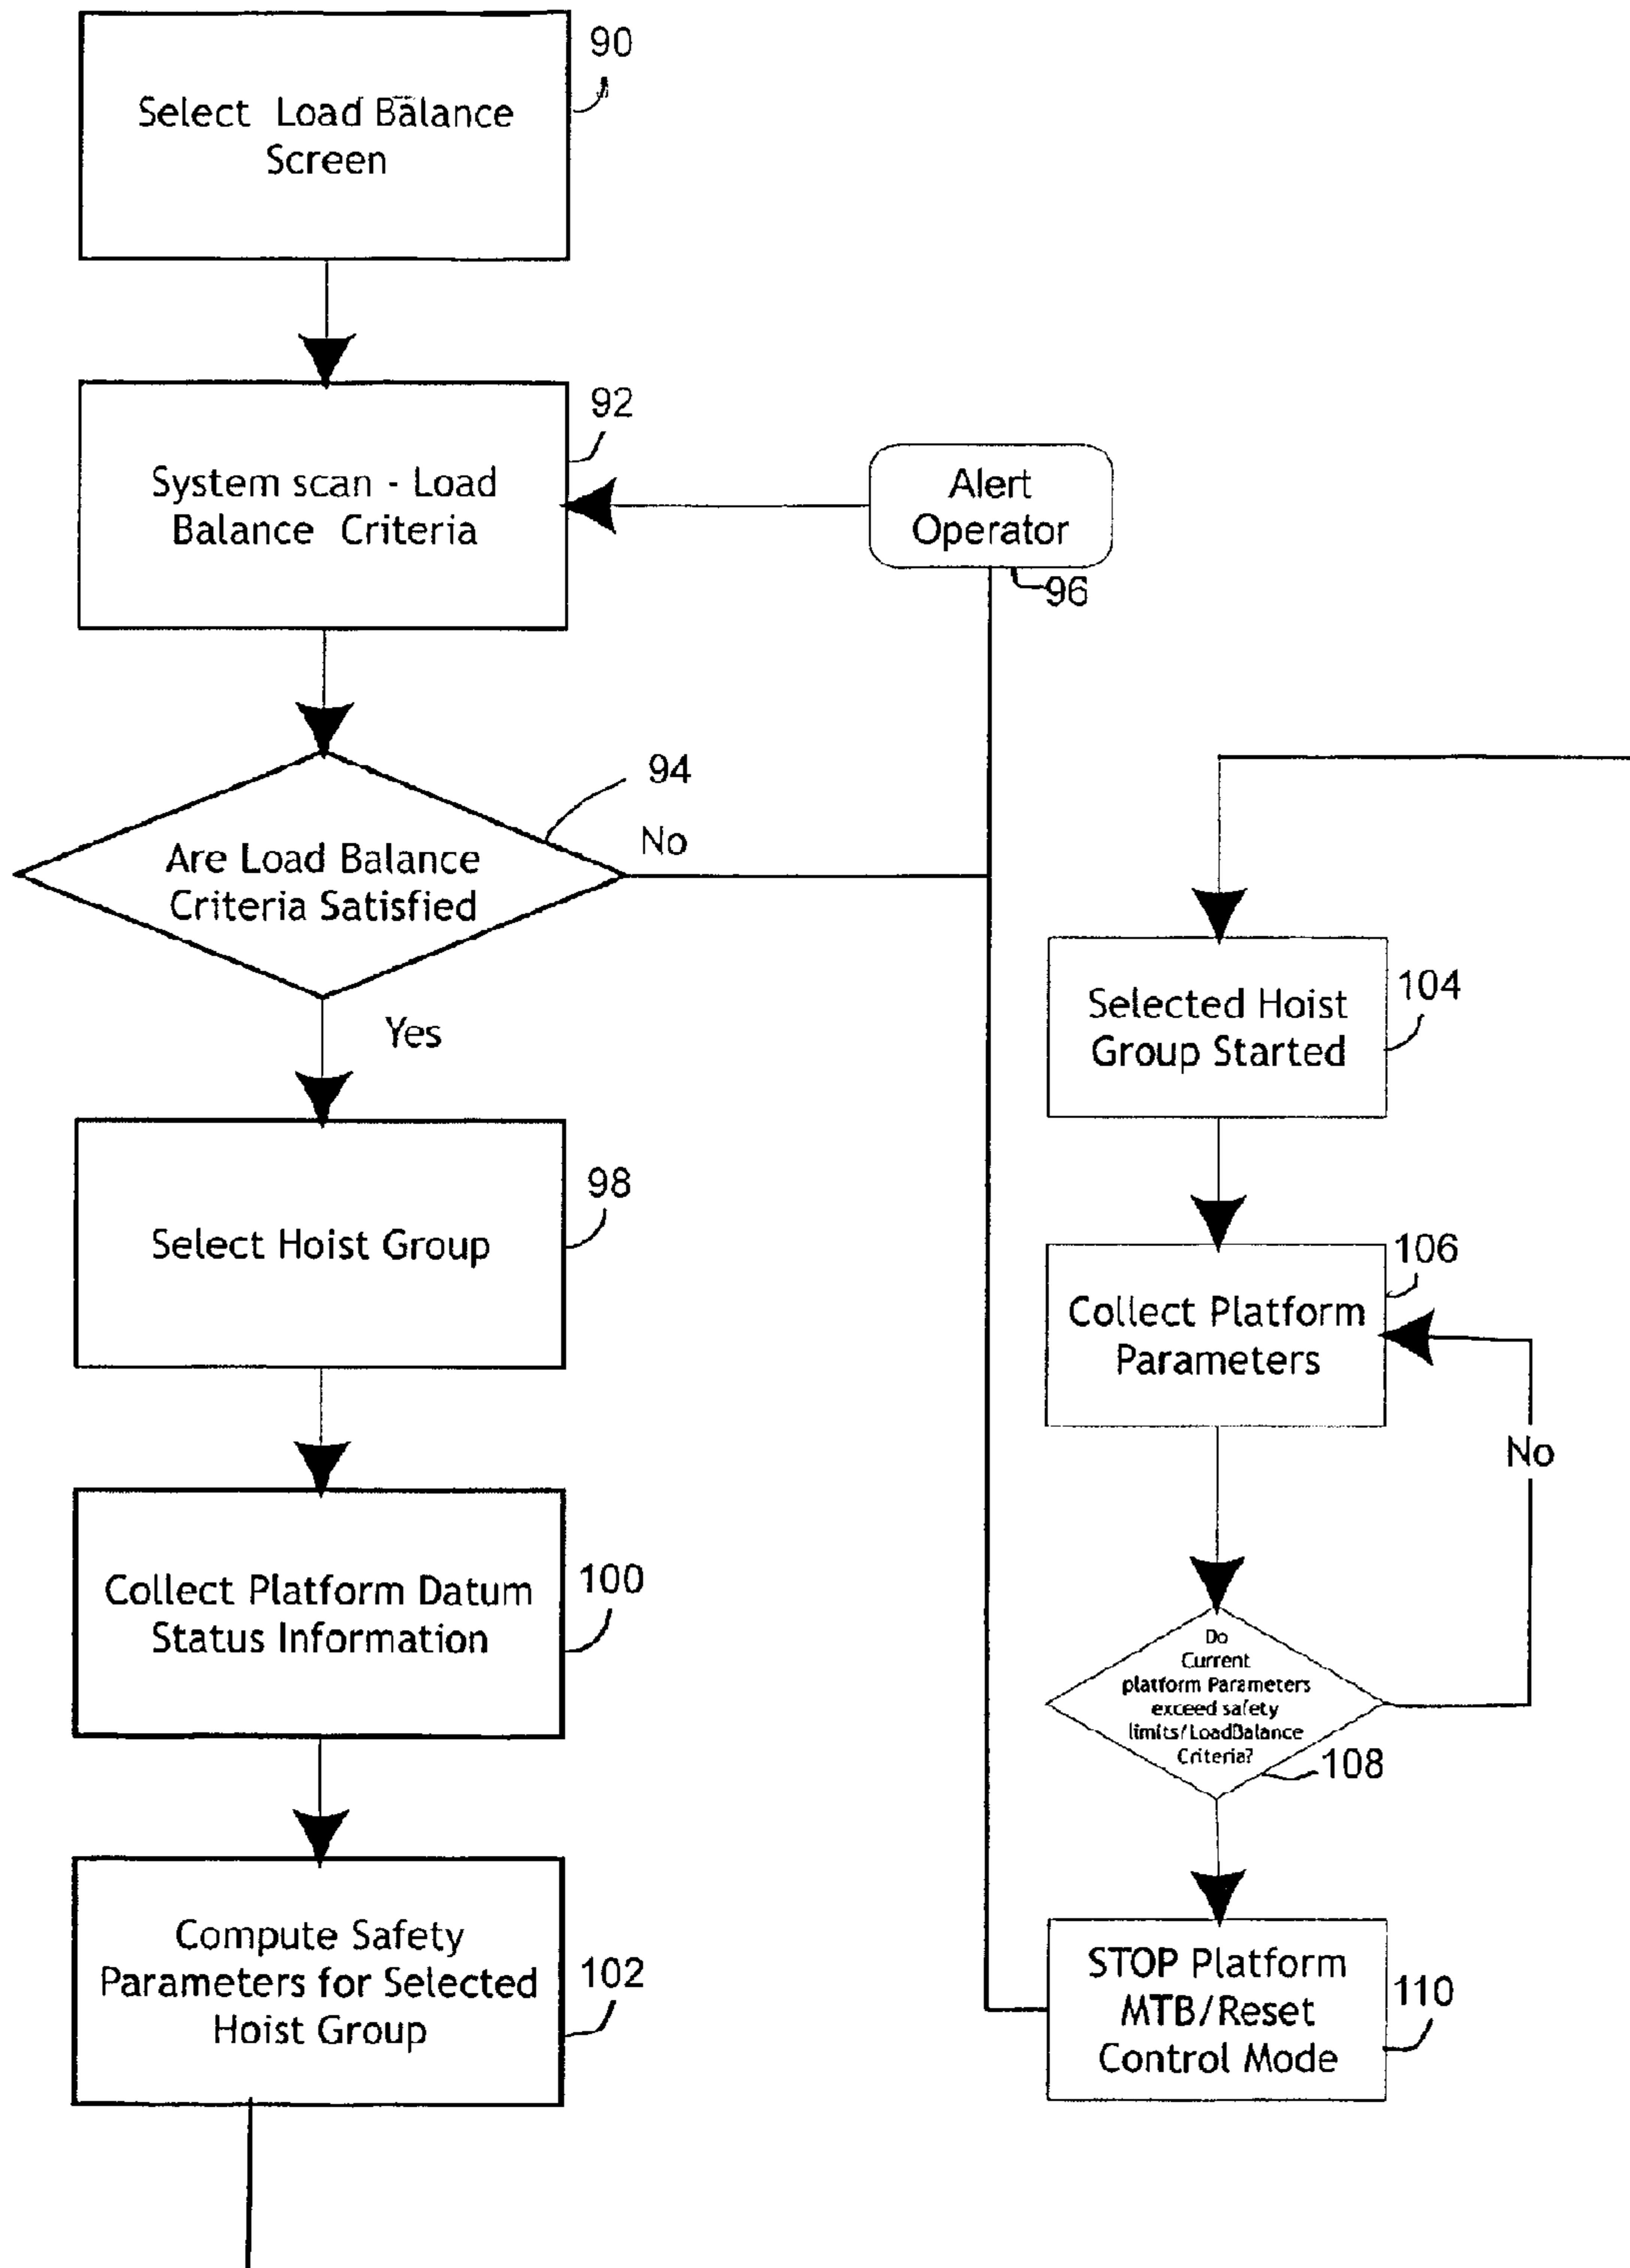 90
Select Load Balance
Screen
92
System scan - Load
Balance Criteria
Alert
Operator
96
94
Are Load Balance
Criteria Satisfied
No
Yes
98
Select Hoist Group
100
Collect Platform Datum
Status Information
102
Compute Safety
Parameters for Selected
Hoist Group
104
Selected Hoist
Group Started
106
Collect Platform
Parameters
No
Do
Current
platform Parameters
exceed safety
limits/LoadBalance
Criteria?
108
110
STOP Platform
MTB/Reset
Control Mode